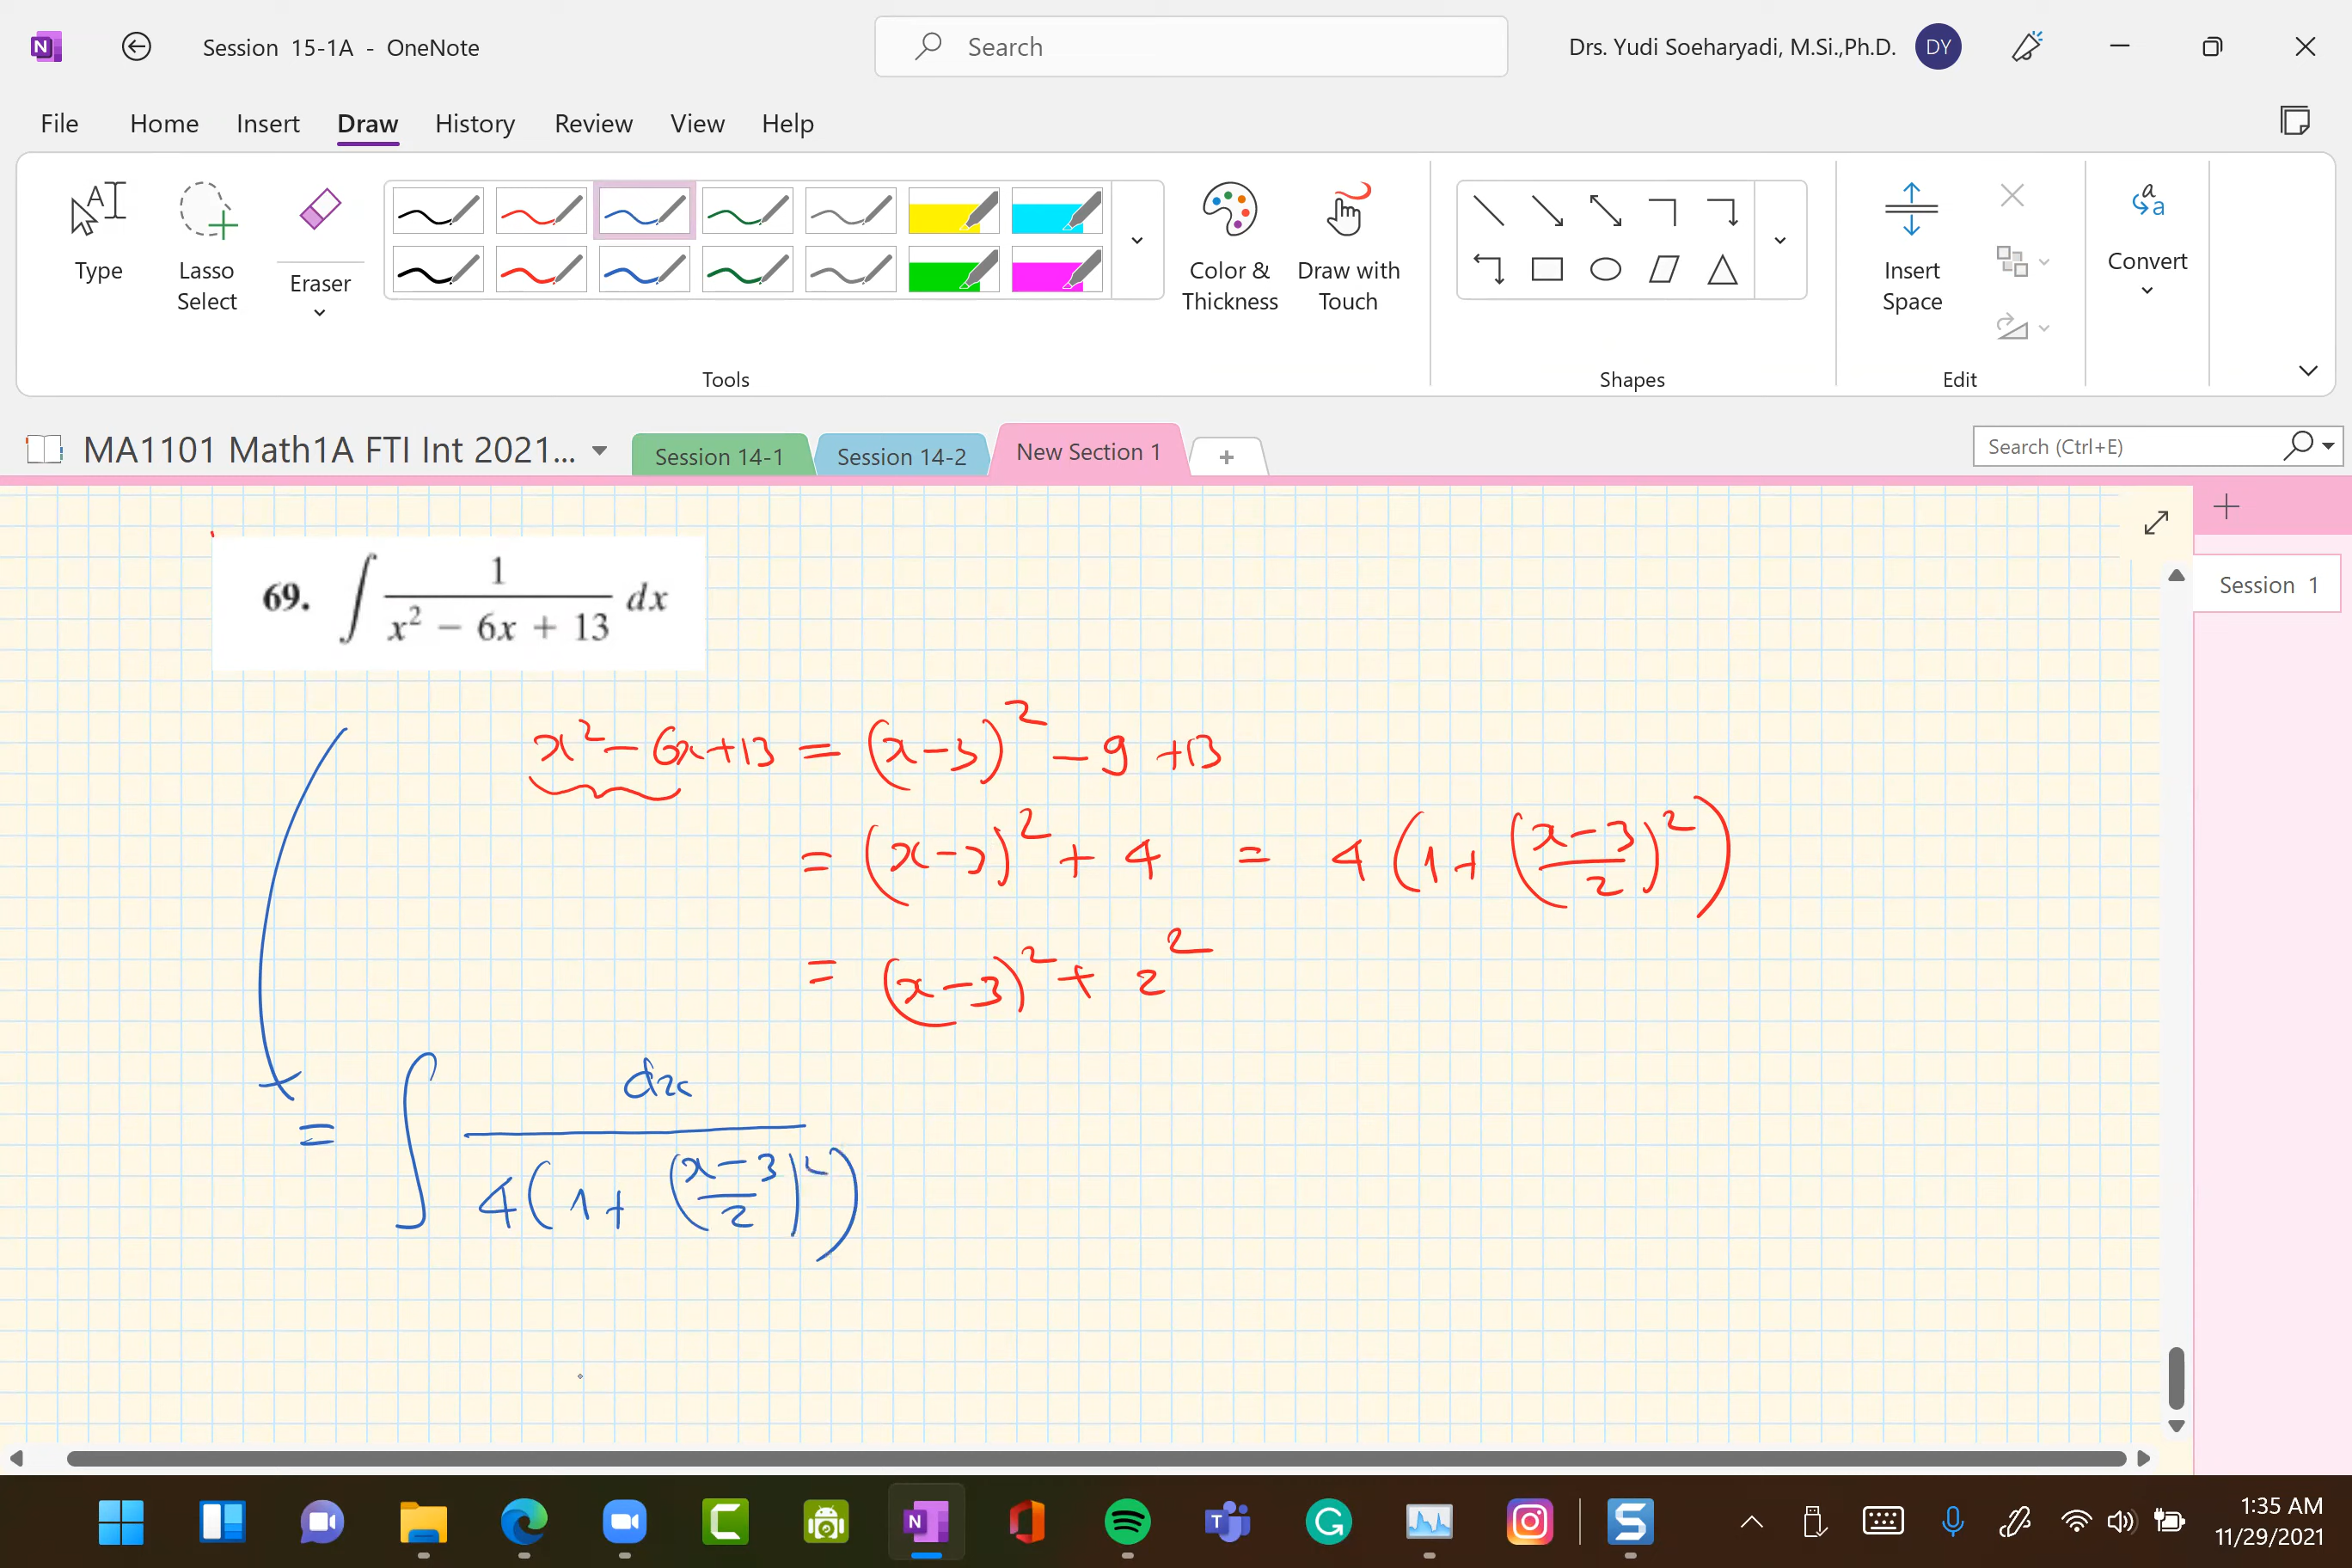 Session 15-1A - OneNote
Search
Drs. Yudi Soeharyadi, M.Si.,Ph.D.
DY
File Home Insert Draw History Review View Help
Type
Lasso Select
Eraser
Color & Thickness
Draw with Touch
Insert Space
Convert
Tools
Shapes
Edit
MA1101 Math1A FTI Int 2021...
Session 14-1
Session 14-2
New Section 1
Search (Ctrl+E)
Session 1
69. ∫ 1/(x² − 6x + 13) dx
x² − 6x + 13 = (x−3)² − 9 + 13
= (x−3)² + 4 = 4(1 + ((x−3)/2)²)
= (x−3)² + 2²
= ∫ dx / 4(1 + ((x−3)/2)²)
1:35 AM
11/29/2021